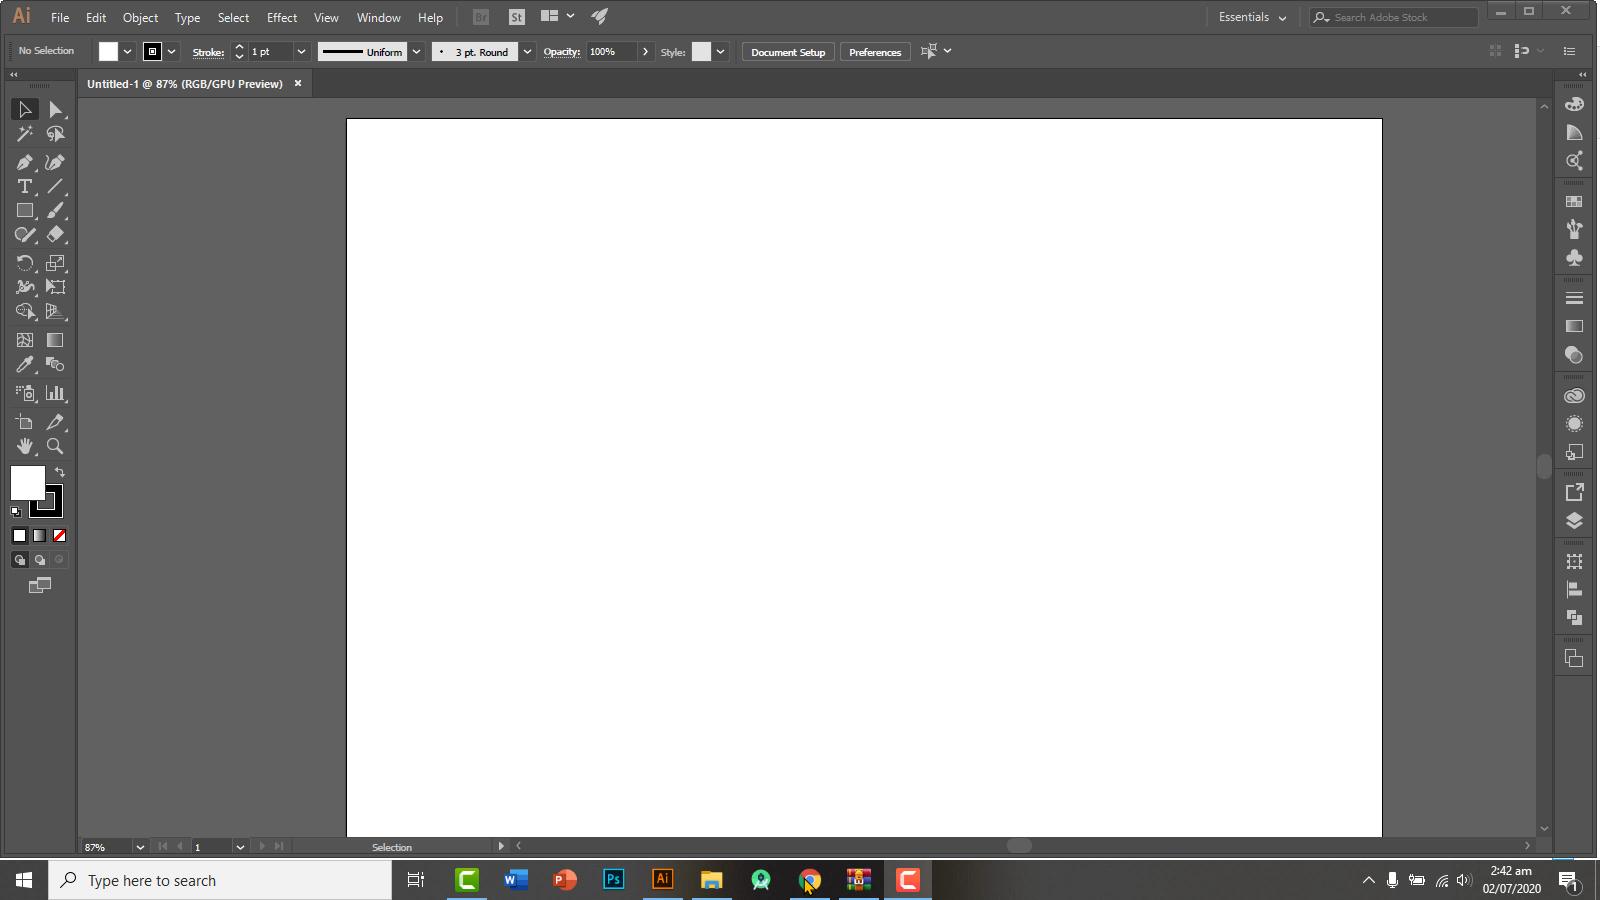 Ai File Edit Object Type Select Effect View Window Help Br St Essentials Search Adobe Stock
No Selection Stroke: 1 pt Uniform 3 pt. Round Opacity: 100% Style: Document Setup Preferences
Untitled-1 @ 87% (RGB/GPU Preview)
T
87% 1 Selection
Type here to search W P Ps Ai 2:42 am
02/07/2020
1